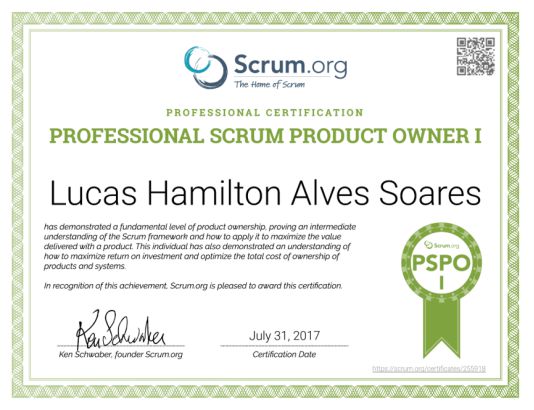 Scrum.org
The Home of Scrum
PROFESSIONAL CERTIFICATION
PROFESSIONAL SCRUM PRODUCT OWNER I
Lucas Hamilton Alves Soares
has demonstrated a fundamental level of product ownership, proving an intermediate
understanding of the Scrum framework and how to apply it to maximize the value
delivered with a product. This individual has also demonstrated an understanding of
how to maximize return on investment and optimize the total cost of ownership of
products and systems.
In recognition of this achievement, Scrum.org is pleased to award this certification.
Scrum.org
PSPO
I
Ken Schwaber
July 31, 2017
Ken Schwaber, founder Scrum.org
Certification Date
https://scrum.org/certificates/255918